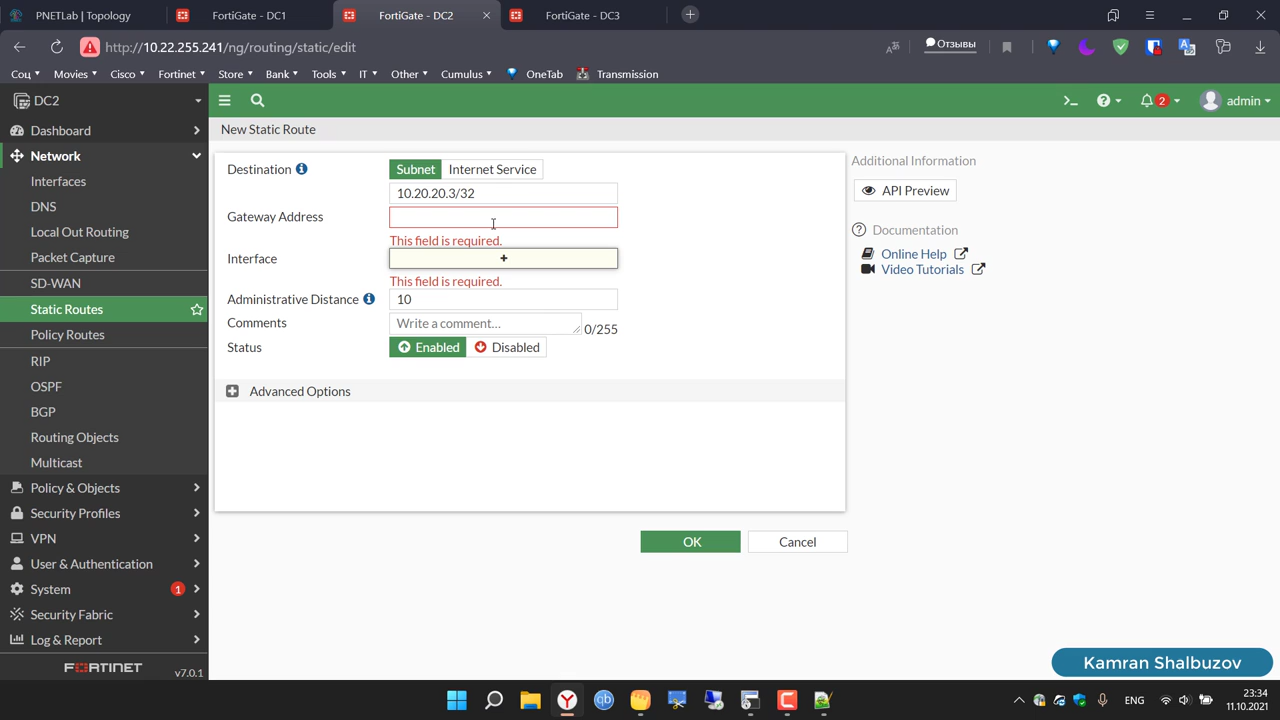 PNETLab | Topology
FortiGate - DC1
FortiGate - DC2
FortiGate - DC3
http://10.22.255.241/ng/routing/static/edit
Отзывы
Соц
Movies
Cisco
Fortinet
Store
Bank
Tools
IT
Other
Cumulus
OneTab
Transmission
DC2
2
admin
Dashboard
Network
Interfaces
DNS
Local Out Routing
Packet Capture
SD-WAN
Static Routes
Policy Routes
RIP
OSPF
BGP
Routing Objects
Multicast
Policy & Objects
Security Profiles
VPN
User & Authentication
System
1
Security Fabric
Log & Report
FORTINET
v7.0.1
New Static Route
Destination
Subnet
Internet Service
10.20.20.3/32
Gateway Address
This field is required.
Interface
+
This field is required.
Administrative Distance
10
Comments
Write a comment...
0/255
Status
Enabled
Disabled
Advanced Options
OK
Cancel
Additional Information
API Preview
Documentation
Online Help
Video Tutorials
Kamran Shalbuzov
ENG
23:34
11.10.2021